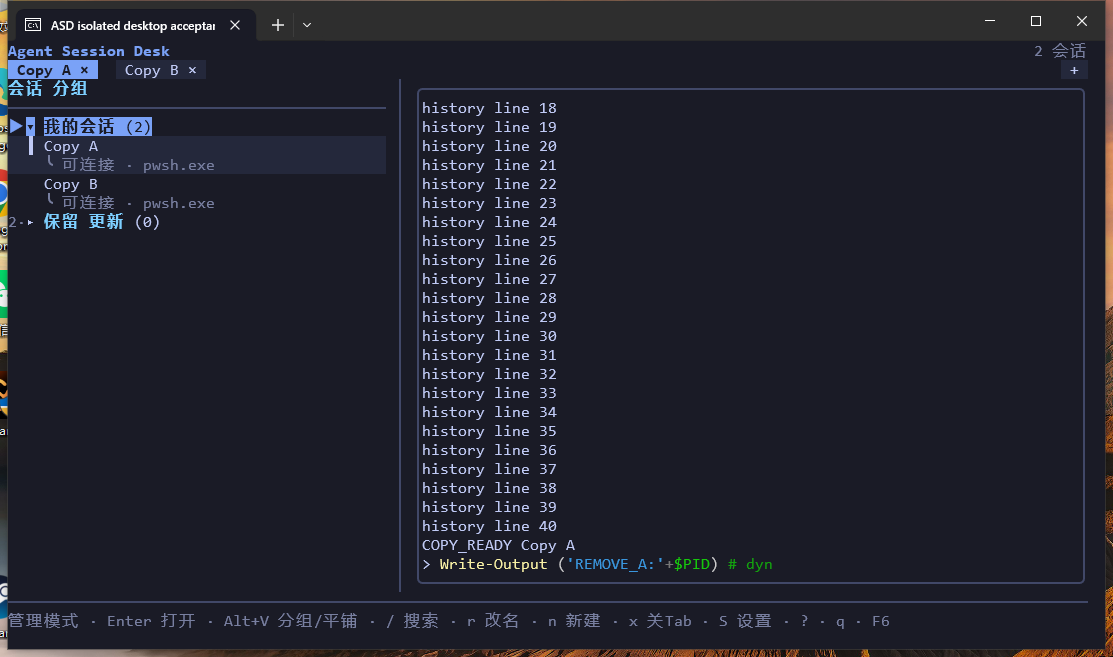 ASD isolated desktop acceptar
Agent Session Desk 2 会话
Copy A × Copy B × +
会话 分组
▶▾ 我的会话 (2)
Copy A
╰ 可连接 · pwsh.exe
Copy B
╰ 可连接 · pwsh.exe
2·▸ 保留 更新 (0)
history line 18
history line 19
history line 20
history line 21
history line 22
history line 23
history line 24
history line 25
history line 26
history line 27
history line 28
history line 29
history line 30
history line 31
history line 32
history line 33
history line 34
history line 35
history line 36
history line 37
history line 38
history line 39
history line 40
COPY_READY Copy A
> Write-Output ('REMOVE_A:'+$PID) # dyn
管理模式 · Enter 打开 · Alt+V 分组/平铺 · / 搜索 · r 改名 · n 新建 · x 关Tab · S 设置 · ? · q · F6